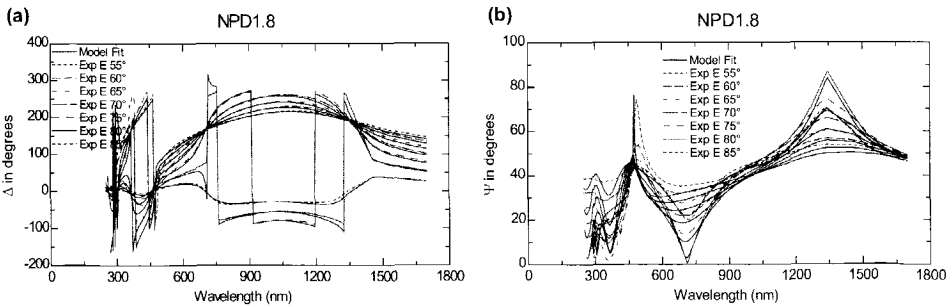 (a)
NPD1.8
400
300
200
100
0
-100
-200
Δ in degrees
Model Fit
Exp E 55°
Exp E 60°
Exp E 65°
Exp E 70°
Exp E 75°
Exp E
Exp E
0 300 600 900 1200 1500 1800
Wavelength (nm)
(b)
NPD1.8
100
80
60
40
20
0
Ψ in degrees
Model Fit
Exp E 55°
Exp E 60°
Exp E 65°
Exp E 70°
Exp E 75°
Exp E 80°
Exp E 85°
0 300 600 900 1200 1500 1800
Wavelength (nm)